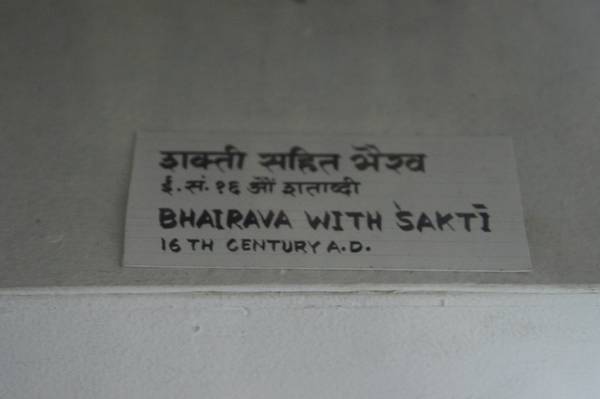 शक्ती सहित भैरव
ई.सं. १६ औं शताब्दी
BHAIRAVA WITH ŚAKTĪ
16 TH CENTURY A.D.